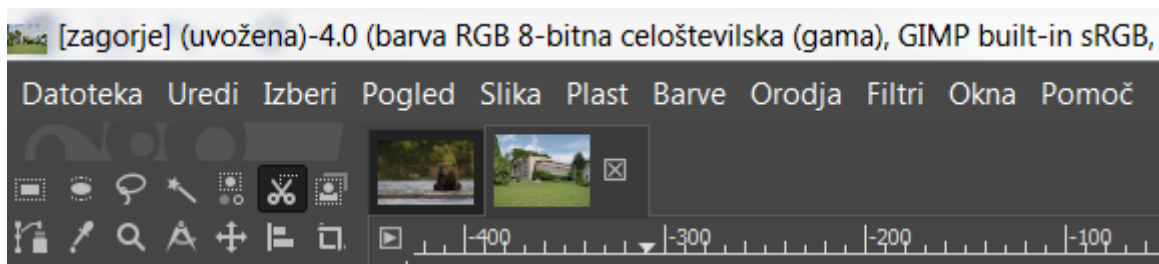 [zagorje] (uvožena)-4.0 (barva RGB 8-bitna celoštevilska (gama), GIMP built-in sRGB,
Datoteka Uredi Izberi Pogled Slika Plast Barve Orodja Filtri Okna Pomoč
-400 -300 -200 -100